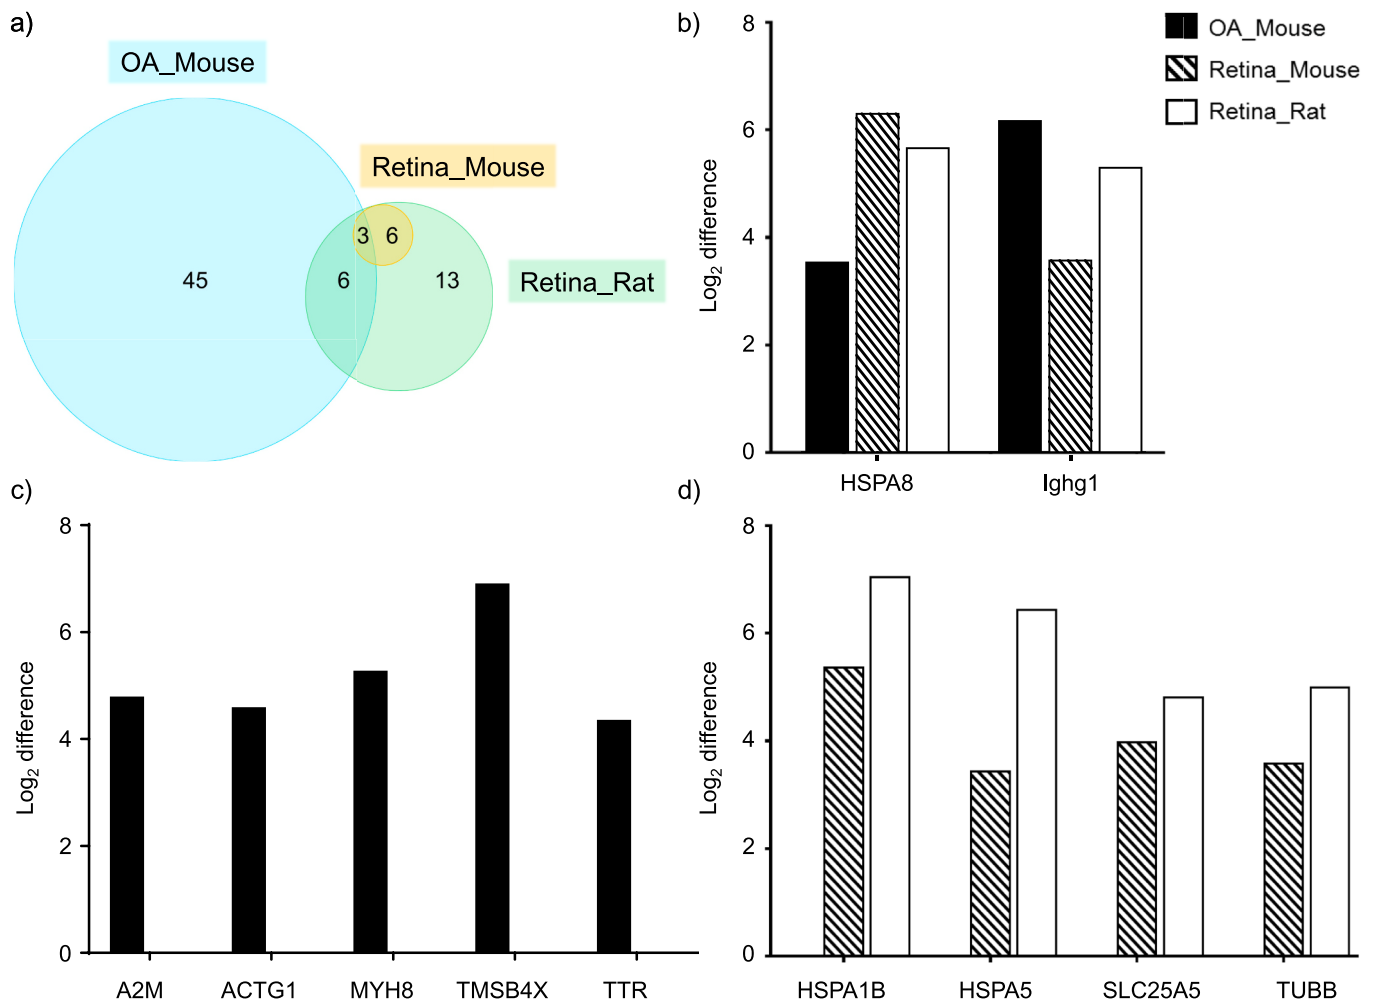 a)
OA_Mouse
Retina_Mouse
Retina_Rat
45
3
6
6
13
b)
OA_Mouse
Retina_Mouse
Retina_Rat
Log₂ difference
8
6
4
2
0
HSPA8
Ighg1
c)
Log₂ difference
8
6
4
2
0
A2M
ACTG1
MYH8
TMSB4X
TTR
d)
Log₂ difference
8
6
4
2
0
HSPA1B
HSPA5
SLC25A5
TUBB